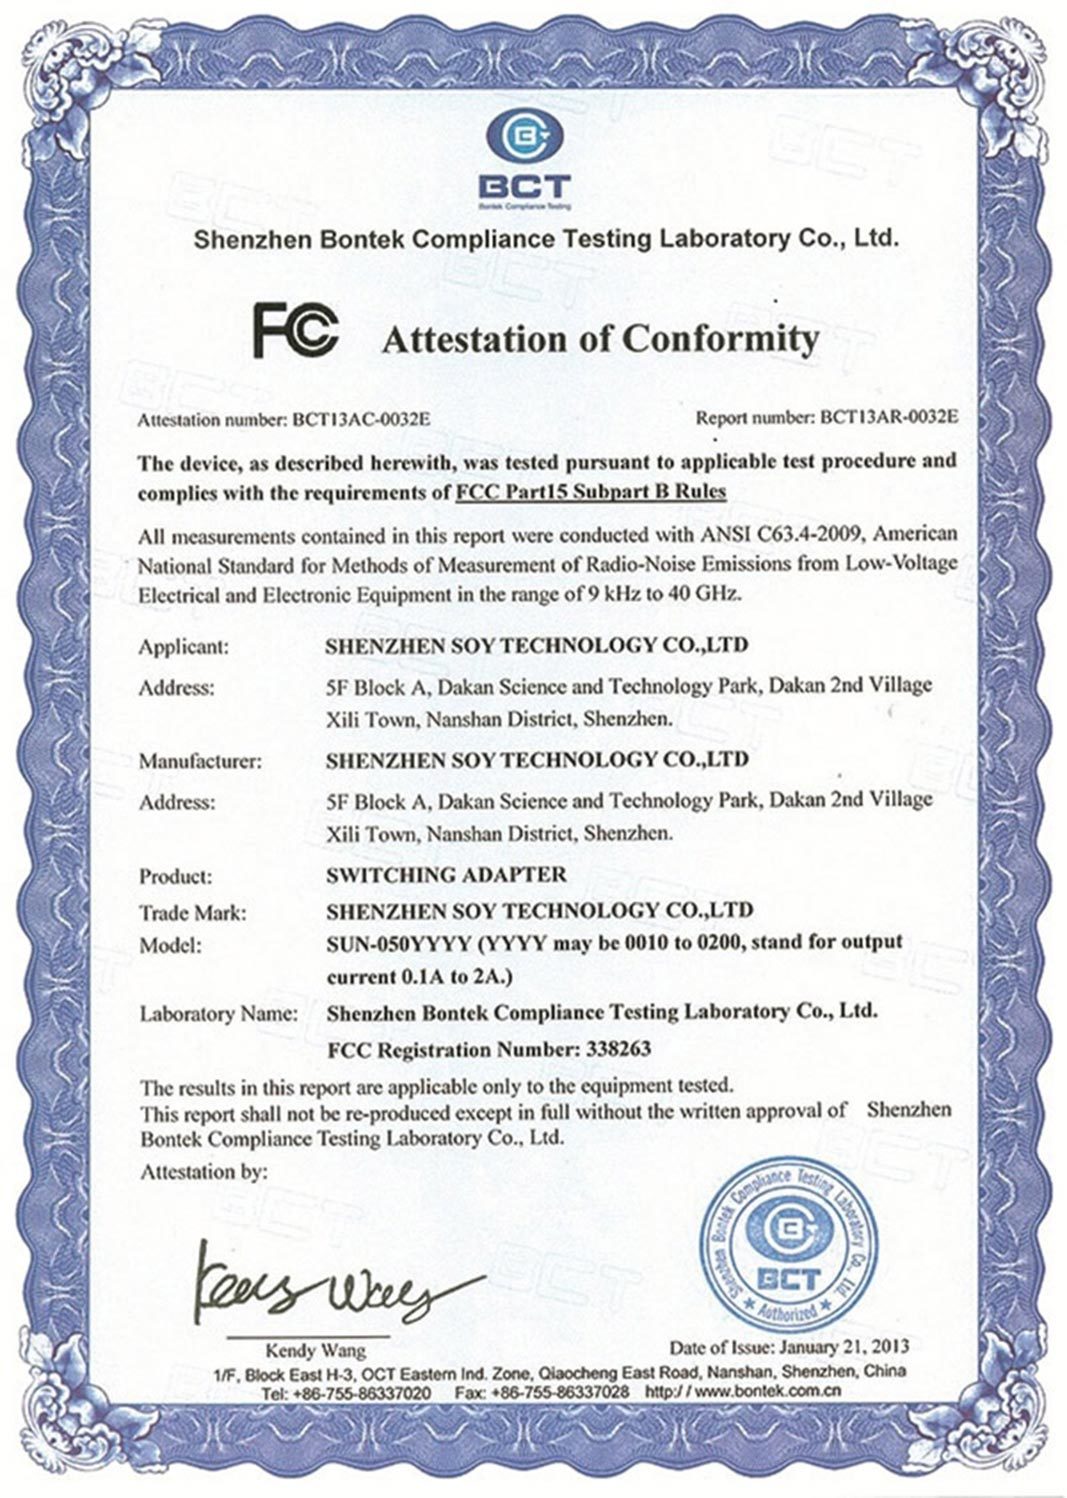 BCT
Bontek Compliance Testing
Shenzhen Bontek Compliance Testing Laboratory Co., Ltd.
FCC Attestation of Conformity
Attestation number: BCT13AC-0032E Report number: BCT13AR-0032E
The device, as described herewith, was tested pursuant to applicable test procedure and
complies with the requirements of FCC Part15 Subpart B Rules
All measurements contained in this report were conducted with ANSI C63.4-2009, American
National Standard for Methods of Measurement of Radio-Noise Emissions from Low-Voltage
Electrical and Electronic Equipment in the range of 9 kHz to 40 GHz.
Applicant: SHENZHEN SOY TECHNOLOGY CO.,LTD
Address: 5F Block A, Dakan Science and Technology Park, Dakan 2nd Village
Xili Town, Nanshan District, Shenzhen.
Manufacturer: SHENZHEN SOY TECHNOLOGY CO.,LTD
Address: 5F Block A, Dakan Science and Technology Park, Dakan 2nd Village
Xili Town, Nanshan District, Shenzhen.
Product: SWITCHING ADAPTER
Trade Mark: SHENZHEN SOY TECHNOLOGY CO.,LTD
Model: SUN-050YYYY (YYYY may be 0010 to 0200, stand for output
current 0.1A to 2A.)
Laboratory Name: Shenzhen Bontek Compliance Testing Laboratory Co., Ltd.
FCC Registration Number: 338263
The results in this report are applicable only to the equipment tested.
This report shall not be re-produced except in full without the written approval of Shenzhen
Bontek Compliance Testing Laboratory Co., Ltd.
Attestation by:
Shenzhen Bontek Compliance Testing Laboratory Co., Ltd.
BCT
★ Authorized ★
Kendy Wang
Kendy Wang Date of Issue: January 21, 2013
1/F, Block East H-3, OCT Eastern Ind. Zone, Qiaocheng East Road, Nanshan, Shenzhen, China
Tel: +86-755-86337020 Fax: +86-755-86337028 http://www.bontek.com.cn